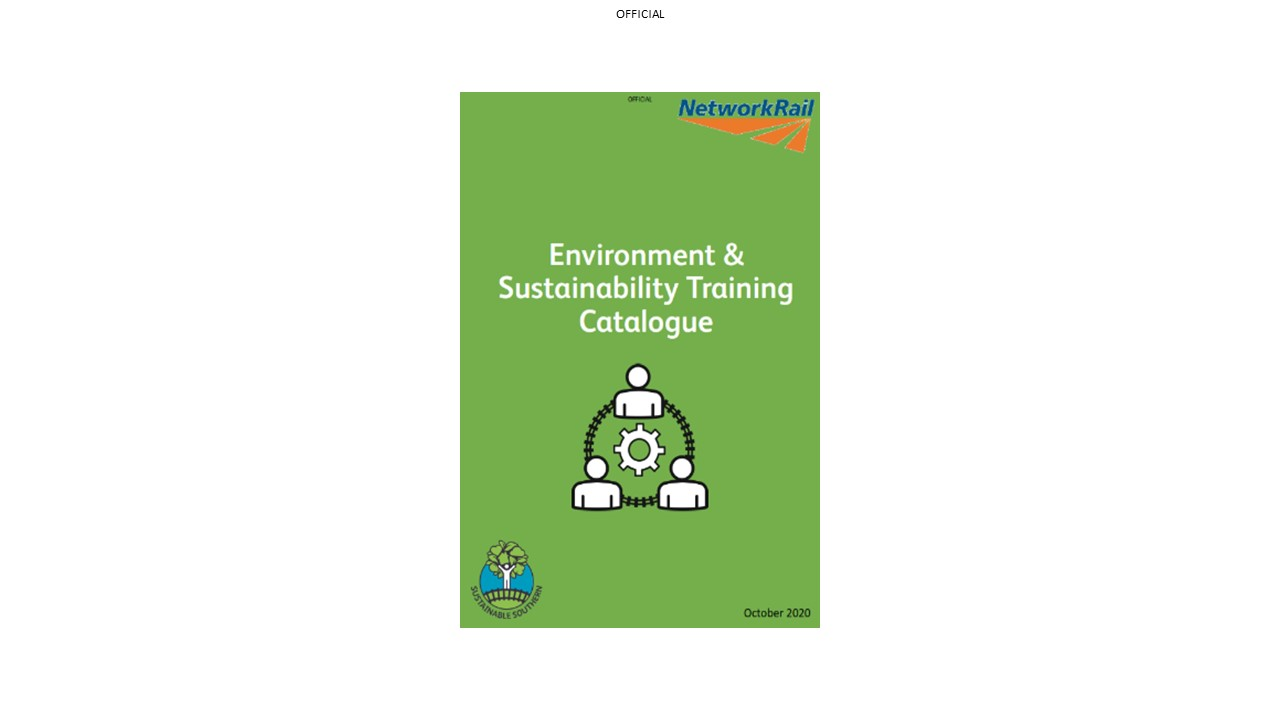 OFFICIAL
OFFICIAL
NetworkRail
Environment &
Sustainability Training
Catalogue
SUSTAINABLE SOUTHERN
October 2020